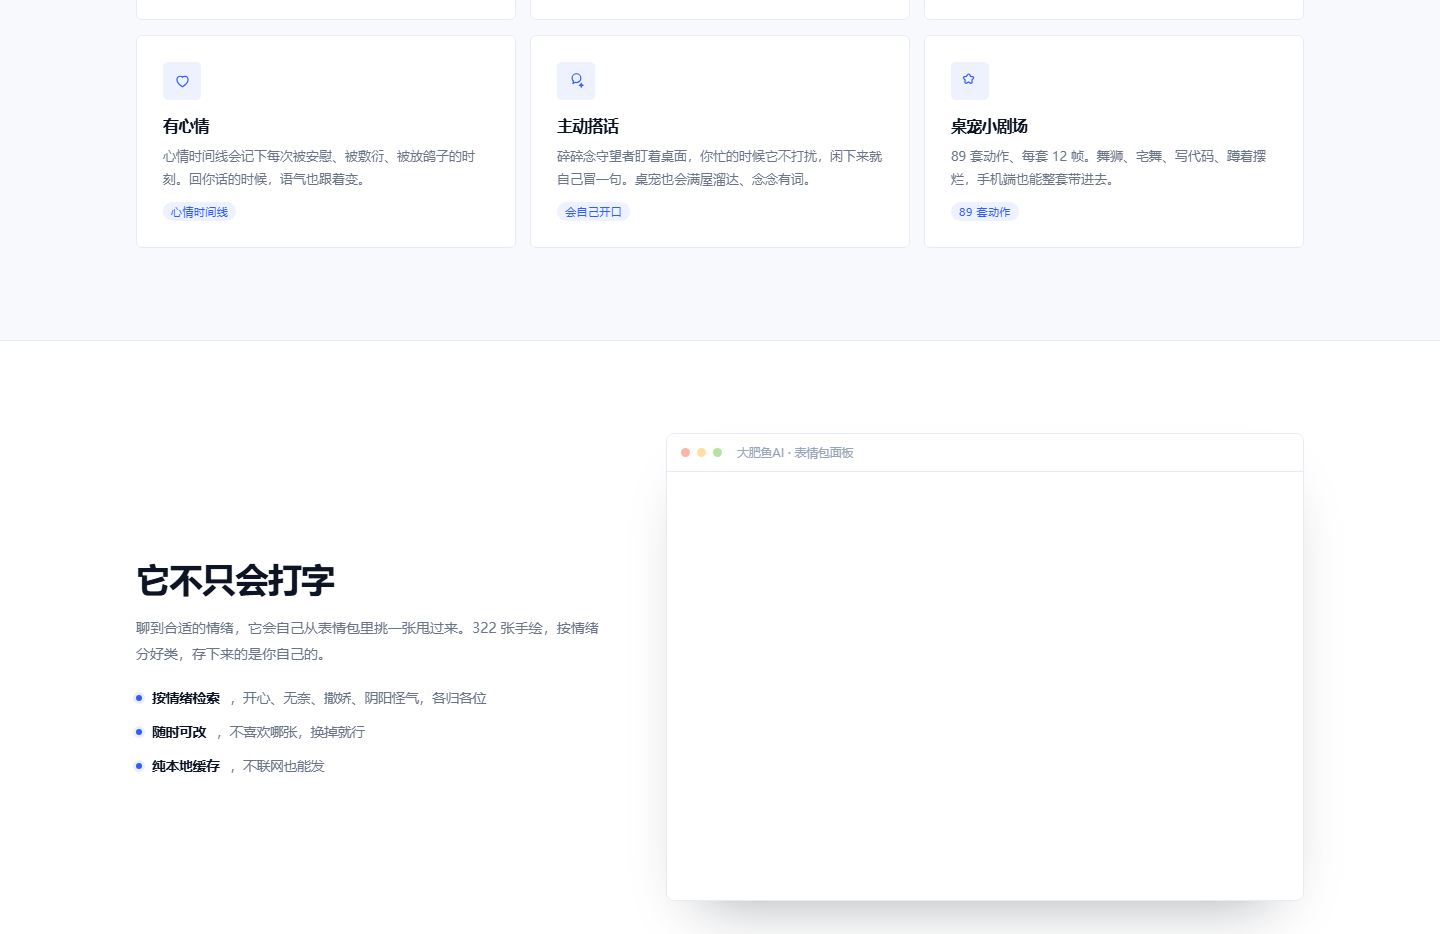 有心情
心情时间线会记下每次被安慰、被敷衍、被放鸽子的时
刻。回你话的时候，语气也跟着变。
心情时间线
主动搭话
碎碎念守望者盯着桌面，你忙的时候它不打扰，闲下来就
自己冒一句。桌宠也会满屋溜达、念念有词。
会自己开口
桌宠小剧场
89 套动作、每套 12 帧。舞狮、宅舞、写代码、蹲着摆
烂，手机端也能整套带进去。
89 套动作
它不只会打字
聊到合适的情绪，它会自己从表情包里挑一张甩过来。322 张手绘，按情绪
分好类，存下来的是你自己的。
按情绪检索 ，开心、无奈、撒娇、阴阳怪气，各归各位
随时可改 ，不喜欢哪张，换掉就行
纯本地缓存 ，不联网也能发
大肥鱼AI · 表情包面板